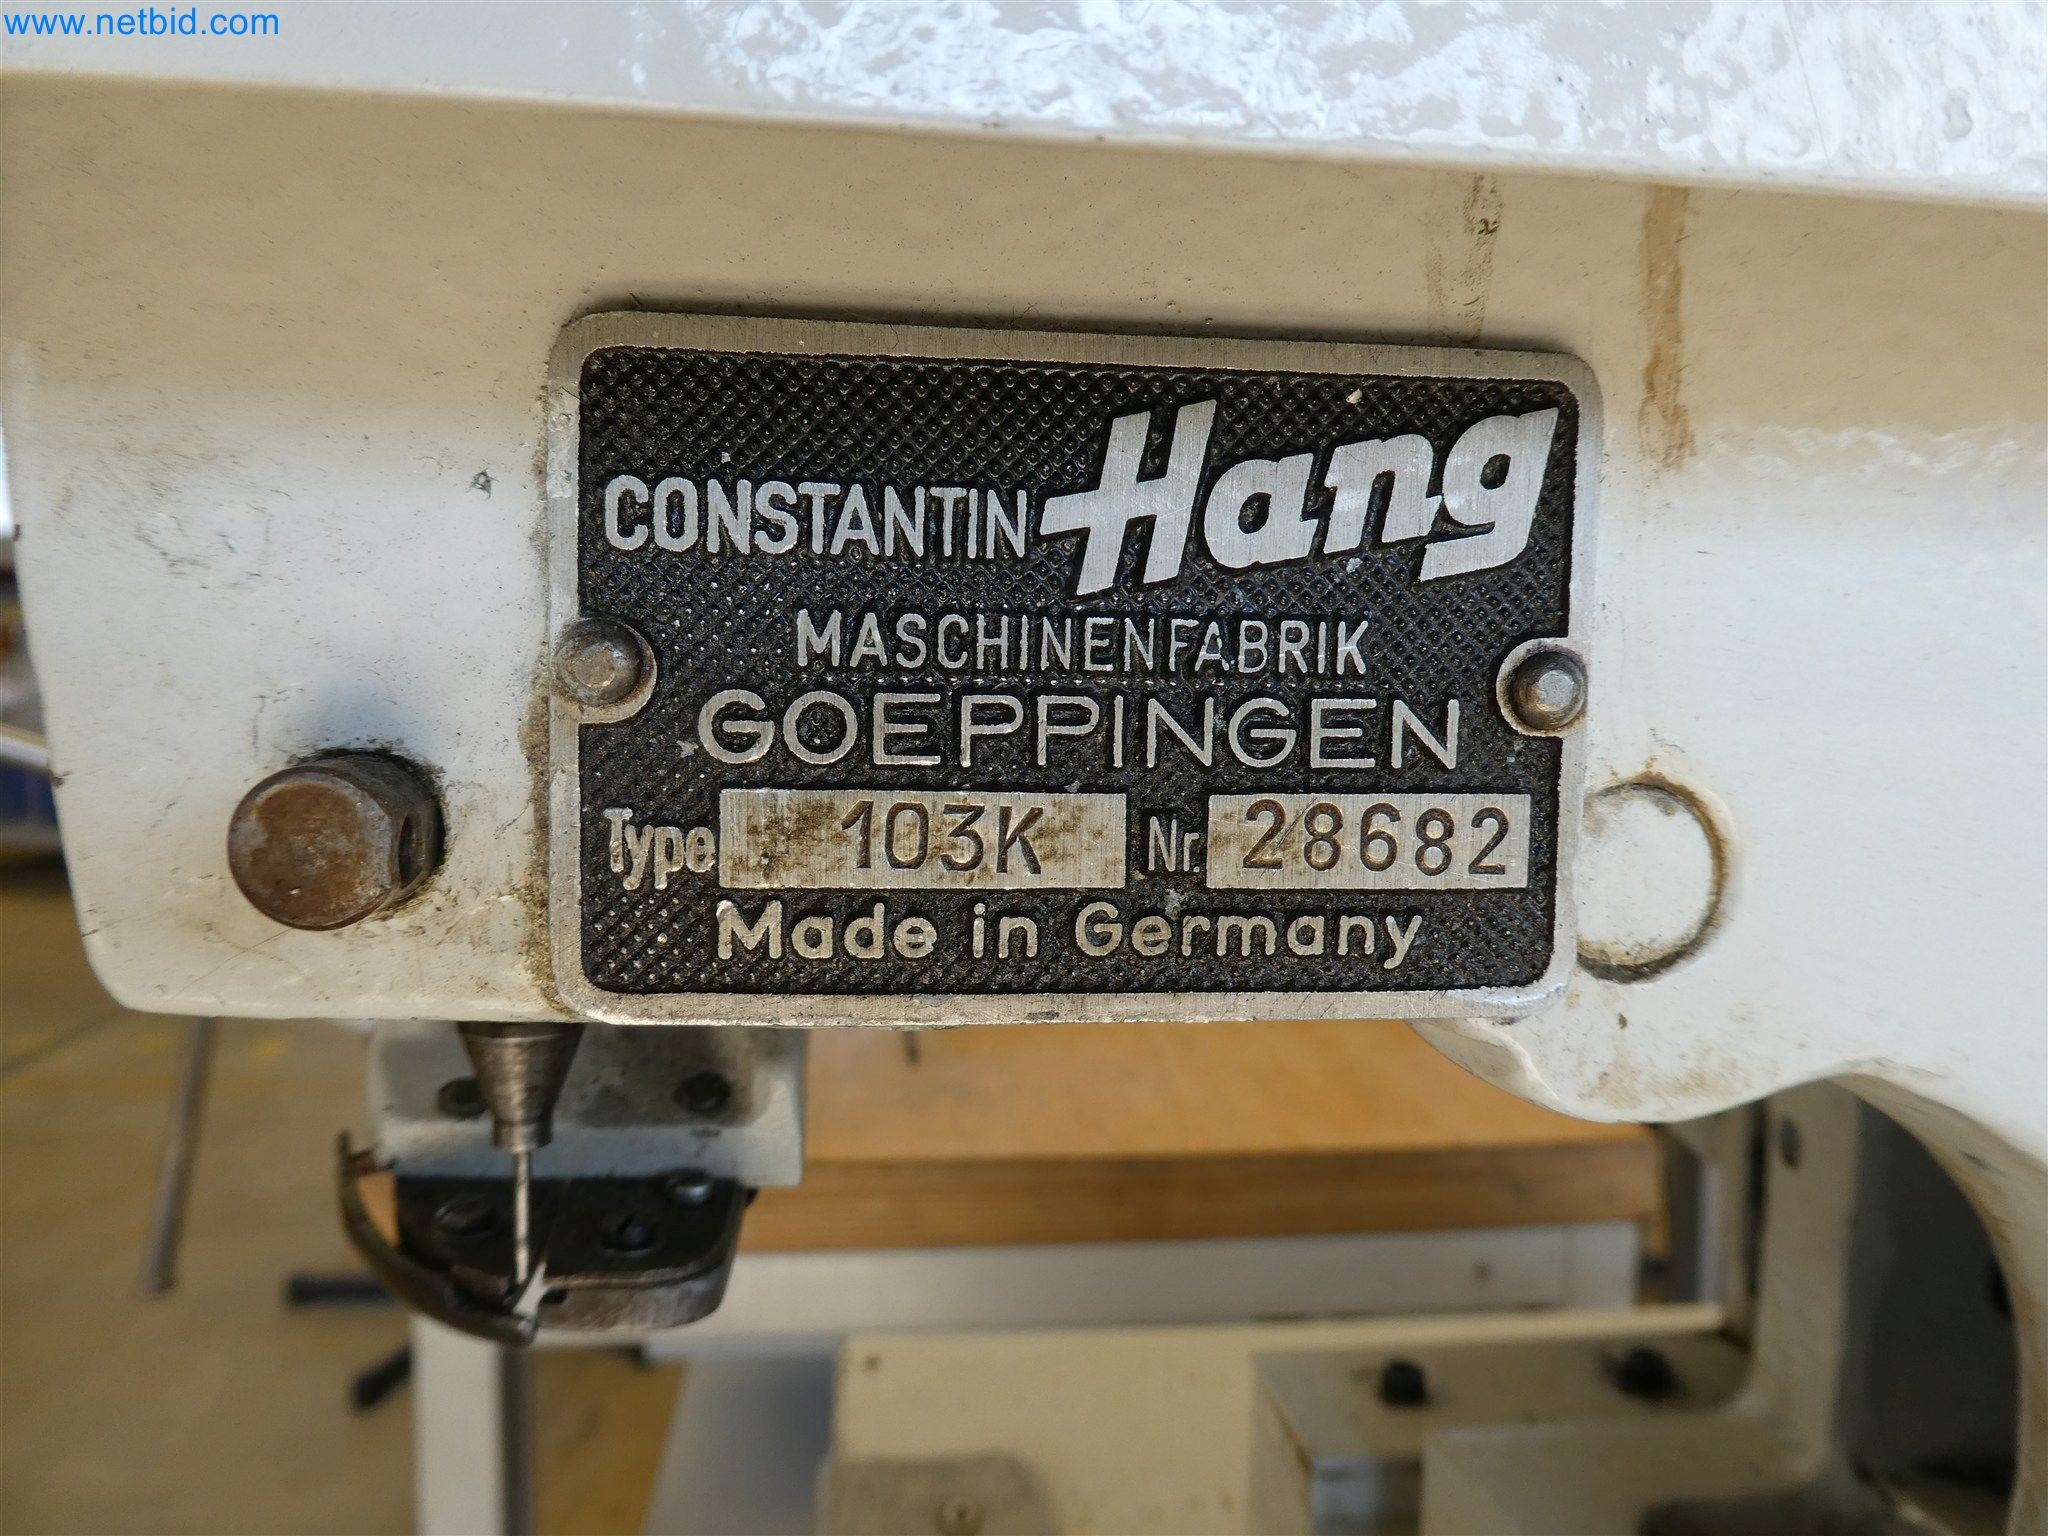 www.netbid.com
CONSTANTIN Hang
MASCHINENFABRIK
GOEPPINGEN
Type 103K Nr. 28682
Made in Germany